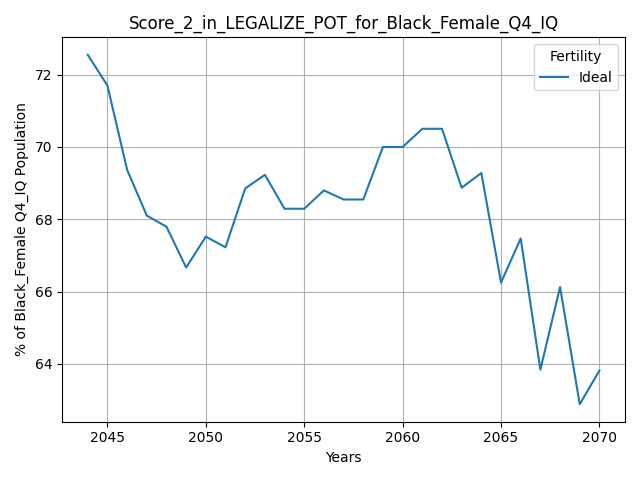 Score_2_in_LEGALIZE_POT_for_Black_Female_Q4_IQ
Fertility
Ideal
72
70
68
66
64
% of Black_Female Q4_IQ Population
2045 2050 2055 2060 2065 2070
Years